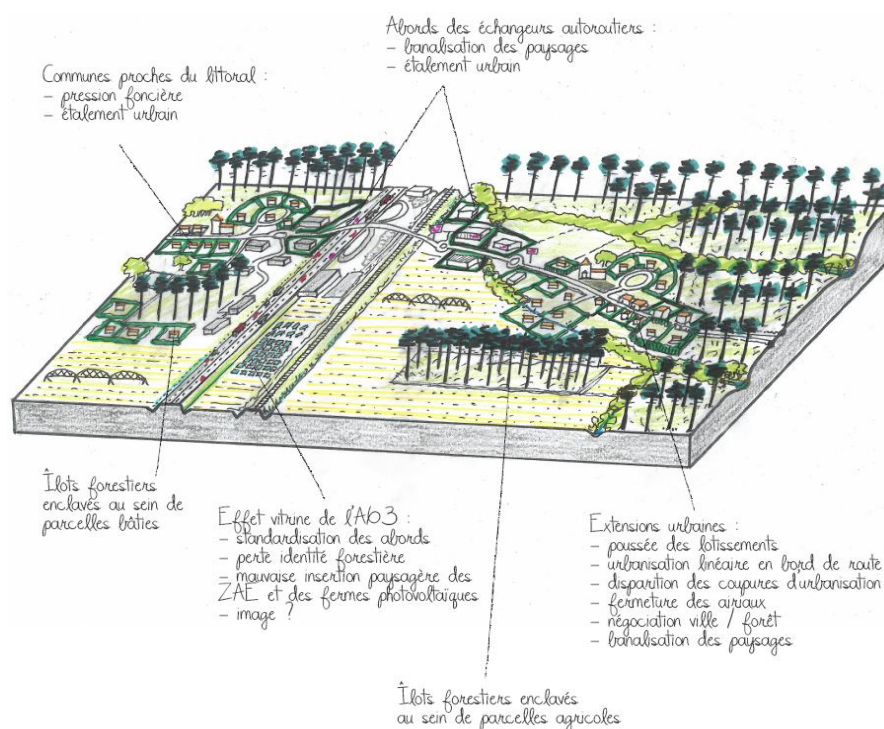 Abords des échangeurs autoroutiers :
- banalisation des paysages
- étalement urbain
Communes proches du littoral :
- pression foncière
- étalement urbain
Îlots forestiers
enclavés au sein de
parcelles bâties
Effet vitrine de l'A63 :
- standardisation des abords
- perte identité forestière
- mauvaise insertion paysagère des
ZAE et des fermes photovoltaïques
- image ?
Extensions urbaines :
- poussée des lotissements
- urbanisation linéaire en bord de route
- disparition des coupures d'urbanisation
- fermeture des airiaux
- négociation ville / forêt
- banalisation des paysages
Îlots forestiers enclavés
au sein de parcelles agricoles